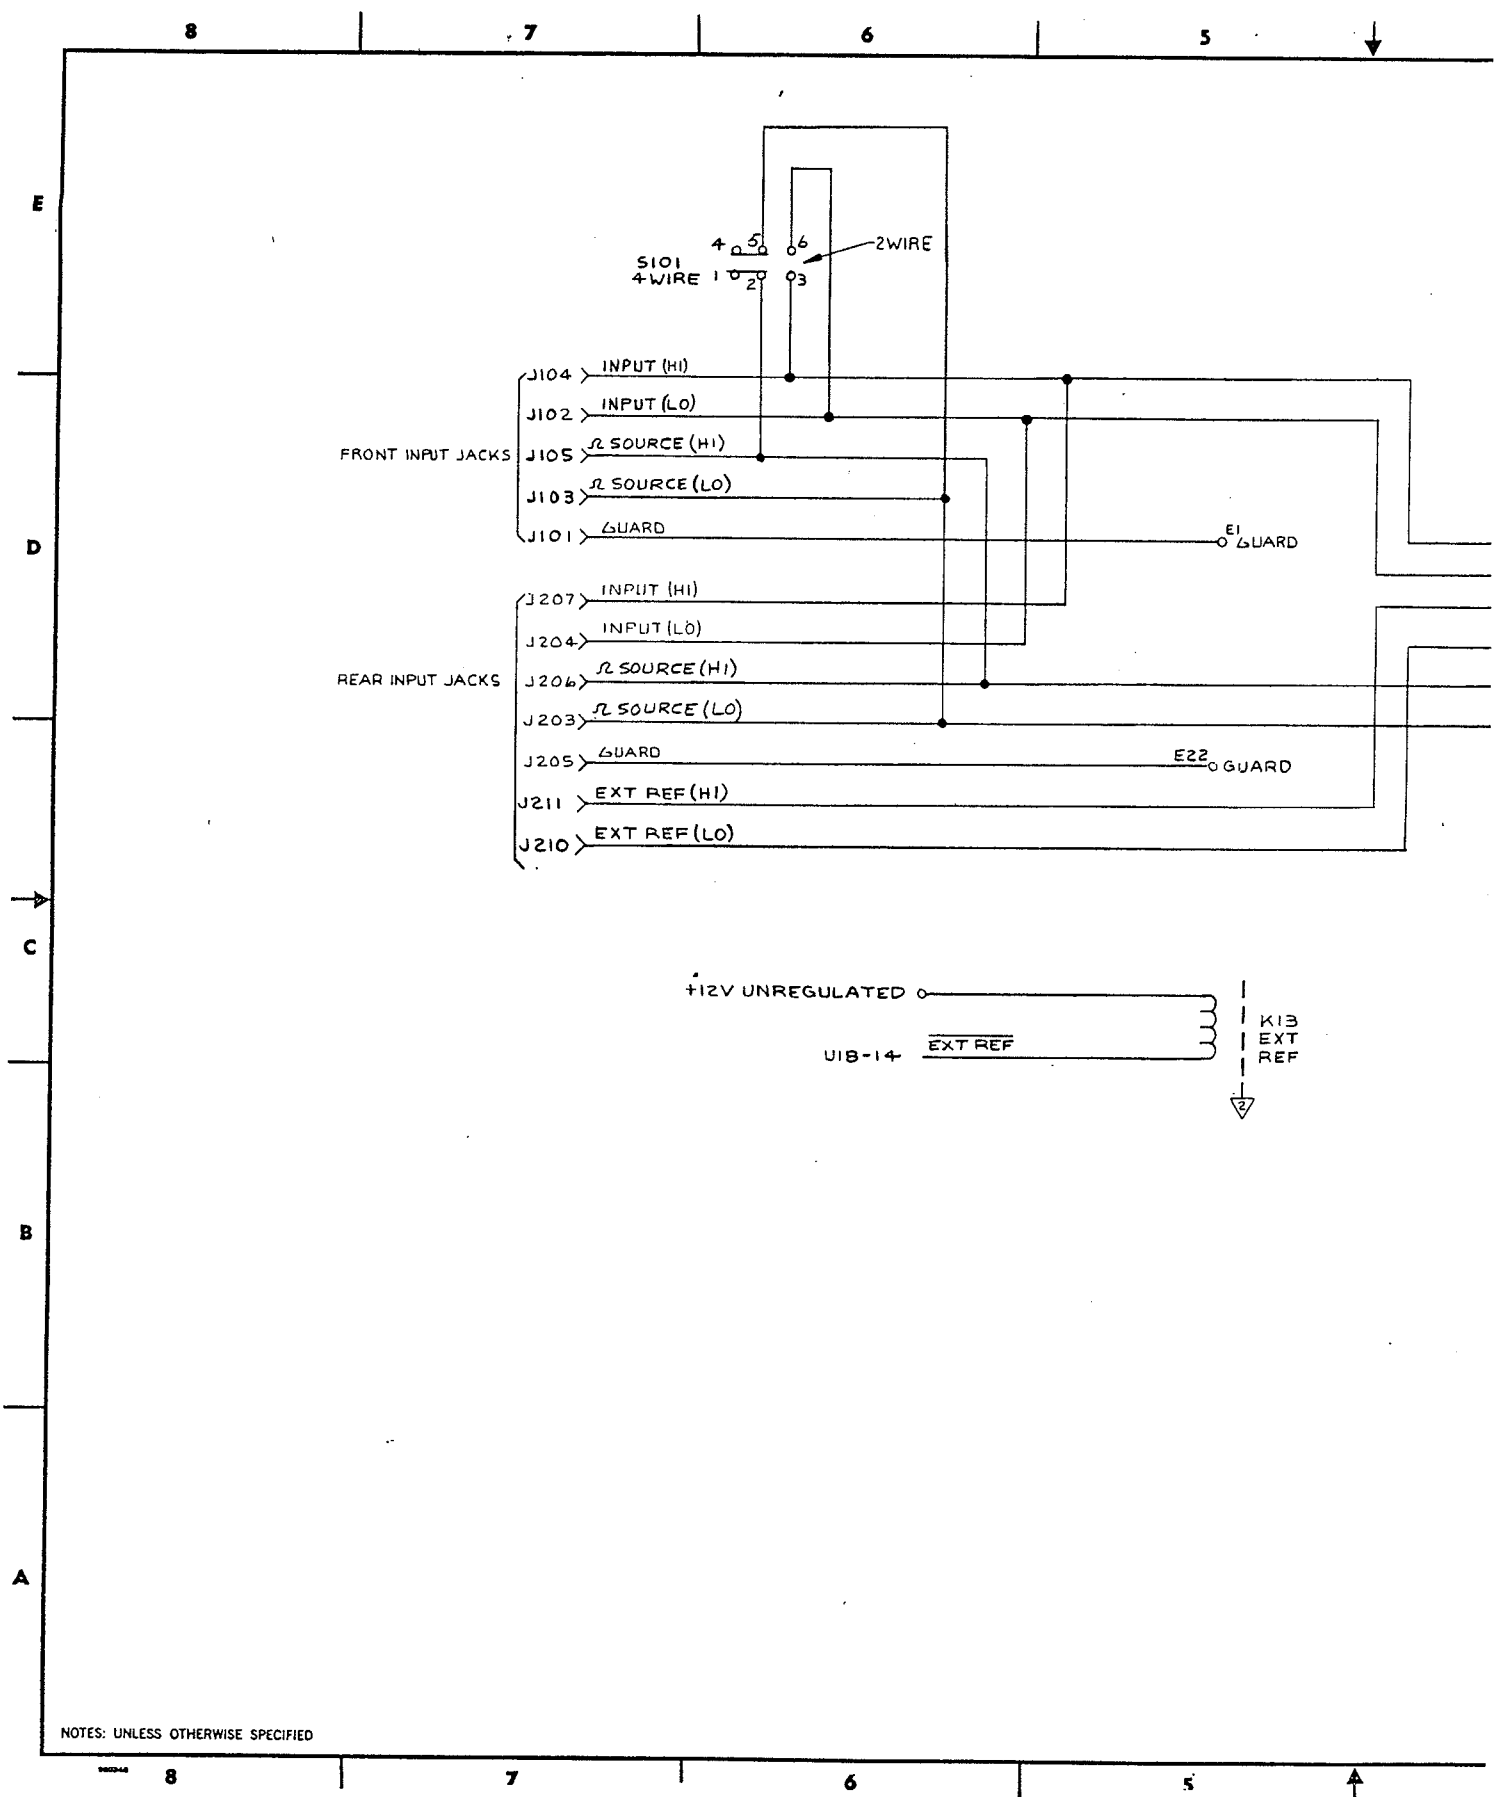 8 7 6 5
E
4 5 6
2WIRE
S101
4WIRE 1 2 3
J104 INPUT (HI)
J102 INPUT (LO)
FRONT INPUT JACKS J105 Ω SOURCE (HI)
J103 Ω SOURCE (LO)
J101 GUARD
E1
GUARD
D
J207 INPUT (HI)
J204 INPUT (LO)
REAR INPUT JACKS J206 Ω SOURCE (HI)
J203 Ω SOURCE (LO)
J205 GUARD
E22 GUARD
J211 EXT REF (HI)
J210 EXT REF (LO)
C
+12V UNREGULATED
U18-14 EXT REF
K13
EXT
REF
2
B
A
NOTES: UNLESS OTHERWISE SPECIFIED
8 7 6 5